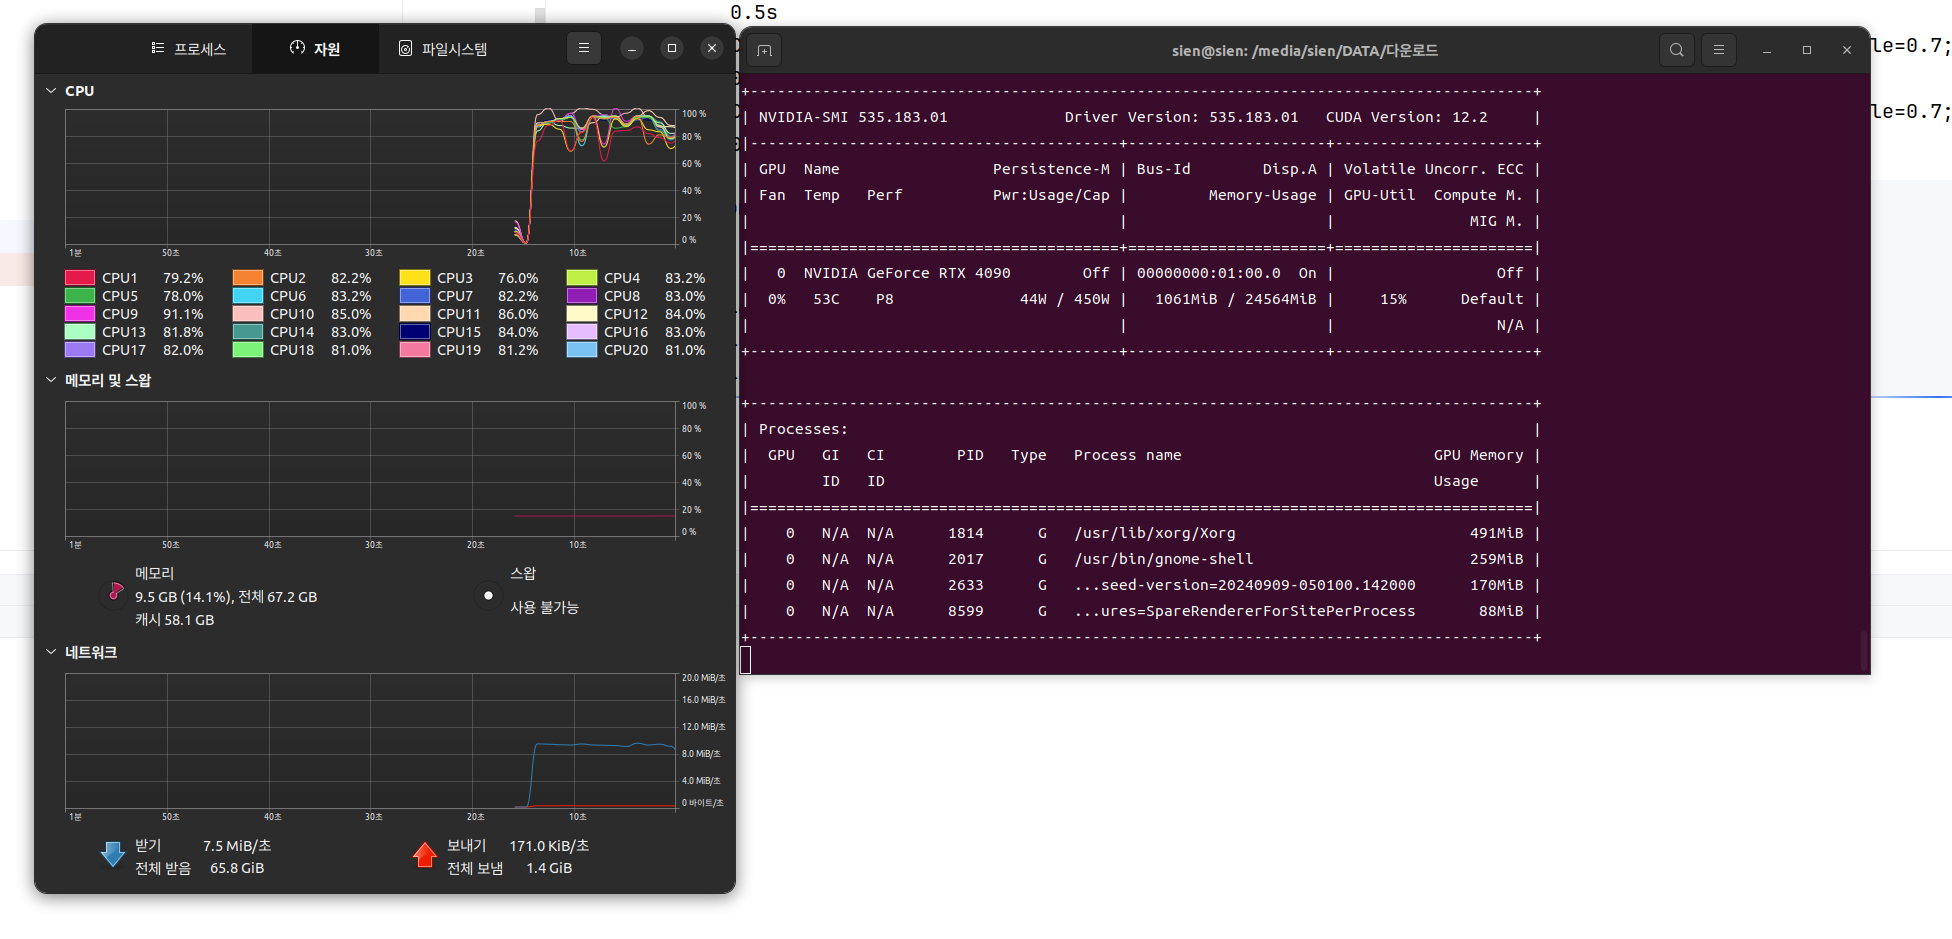 0.5s
le=0.7;
le=0.7;
프로세스
자원
파일시스템
CPU
100 %
80 %
60 %
40 %
20 %
0 %
1분 50초 40초 30초 20초 10초
CPU1 79.2% CPU2 82.2% CPU3 76.0% CPU4 83.2%
CPU5 78.0% CPU6 83.2% CPU7 82.2% CPU8 83.0%
CPU9 91.1% CPU10 85.0% CPU11 86.0% CPU12 84.0%
CPU13 81.8% CPU14 83.0% CPU15 84.0% CPU16 83.0%
CPU17 82.0% CPU18 81.0% CPU19 81.2% CPU20 81.0%
메모리 및 스왑
100 %
80 %
60 %
40 %
20 %
0 %
1분 50초 40초 30초 20초 10초
메모리
9.5 GB (14.1%), 전체 67.2 GB
캐시 58.1 GB
스왑
사용 불가능
네트워크
20.0 MiB/초
16.0 MiB/초
12.0 MiB/초
8.0 MiB/초
4.0 MiB/초
0 바이트/초
1분 50초 40초 30초 20초 10초
받기 7.5 MiB/초
전체 받음 65.8 GiB
보내기 171.0 KiB/초
전체 보냄 1.4 GiB
sien@sien: /media/sien/DATA/다운로드
+---------------------------------------------------------------------------------------+
| NVIDIA-SMI 535.183.01             Driver Version: 535.183.01   CUDA Version: 12.2     |
|-----------------------------------------+----------------------+----------------------+
| GPU  Name                 Persistence-M | Bus-Id        Disp.A | Volatile Uncorr. ECC |
| Fan  Temp   Perf          Pwr:Usage/Cap |         Memory-Usage | GPU-Util  Compute M. |
|                                         |                      |               MIG M. |
|=========================================+======================+======================|
|   0  NVIDIA GeForce RTX 4090        Off | 00000000:01:00.0  On |                  Off |
|  0%   53C    P8              44W / 450W |   1061MiB / 24564MiB |     15%      Default |
|                                         |                      |                  N/A |
+-----------------------------------------+----------------------+----------------------+
+---------------------------------------------------------------------------------------+
| Processes:                                                                            |
|  GPU   GI   CI        PID   Type   Process name                            GPU Memory |
|        ID   ID                                                             Usage      |
|=======================================================================================|
|    0   N/A  N/A      1814      G   /usr/lib/xorg/Xorg                          491MiB |
|    0   N/A  N/A      2017      G   /usr/bin/gnome-shell                        259MiB |
|    0   N/A  N/A      2633      G   ...seed-version=20240909-050100.142000      170MiB |
|    0   N/A  N/A      8599      G   ...ures=SpareRendererForSitePerProcess       88MiB |
+---------------------------------------------------------------------------------------+